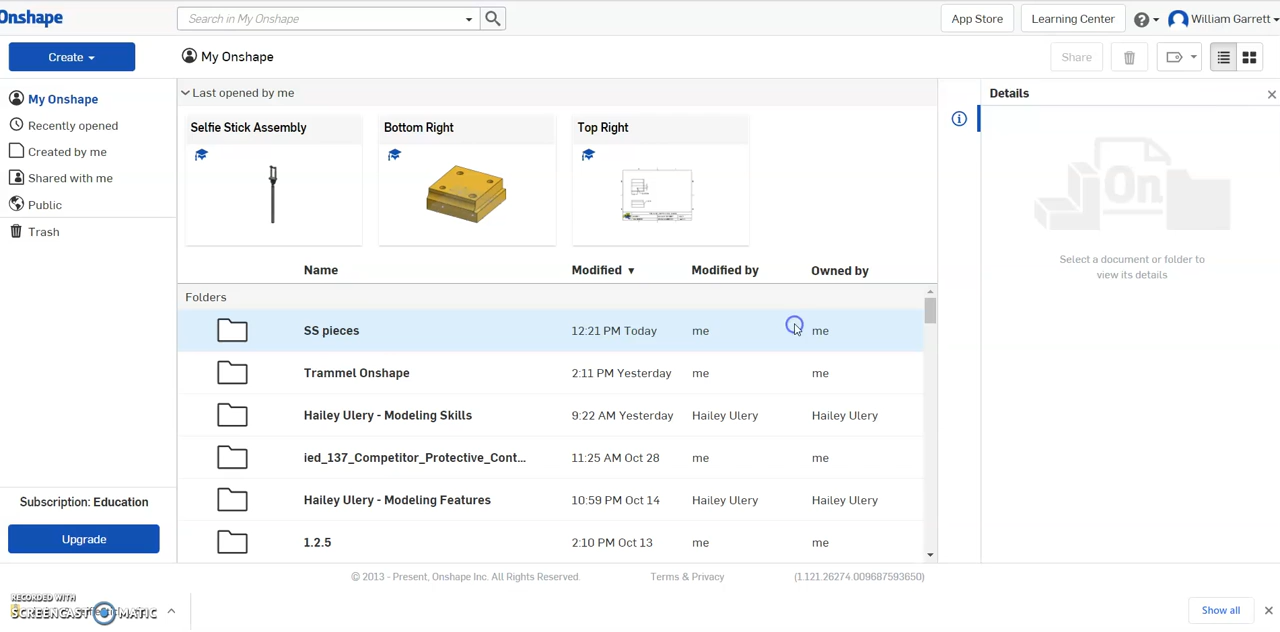 Onshape
Search in My Onshape
App Store
Learning Center
William Garrett
Create
My Onshape
Share
My Onshape
Recently opened
Created by me
Shared with me
Public
Trash
Last opened by me
Selfie Stick Assembly
Bottom Right
Top Right
Name Modified Modified by Owned by
Folders
SS pieces 12:21 PM Today me me
Trammel Onshape 2:11 PM Yesterday me me
Hailey Ulery - Modeling Skills 9:22 AM Yesterday Hailey Ulery Hailey Ulery
ied_137_Competitor_Protective_Cont... 11:25 AM Oct 28 me me
Hailey Ulery - Modeling Features 10:59 PM Oct 14 Hailey Ulery Hailey Ulery
1.2.5 2:10 PM Oct 13 me me
Details
On
Select a document or folder to
view its details
Subscription: Education
Upgrade
© 2013 - Present, Onshape Inc. All Rights Reserved. Terms & Privacy (1.121.26274.009687593650)
RECORDED WITH
SCREENCAST MATIC
Show all